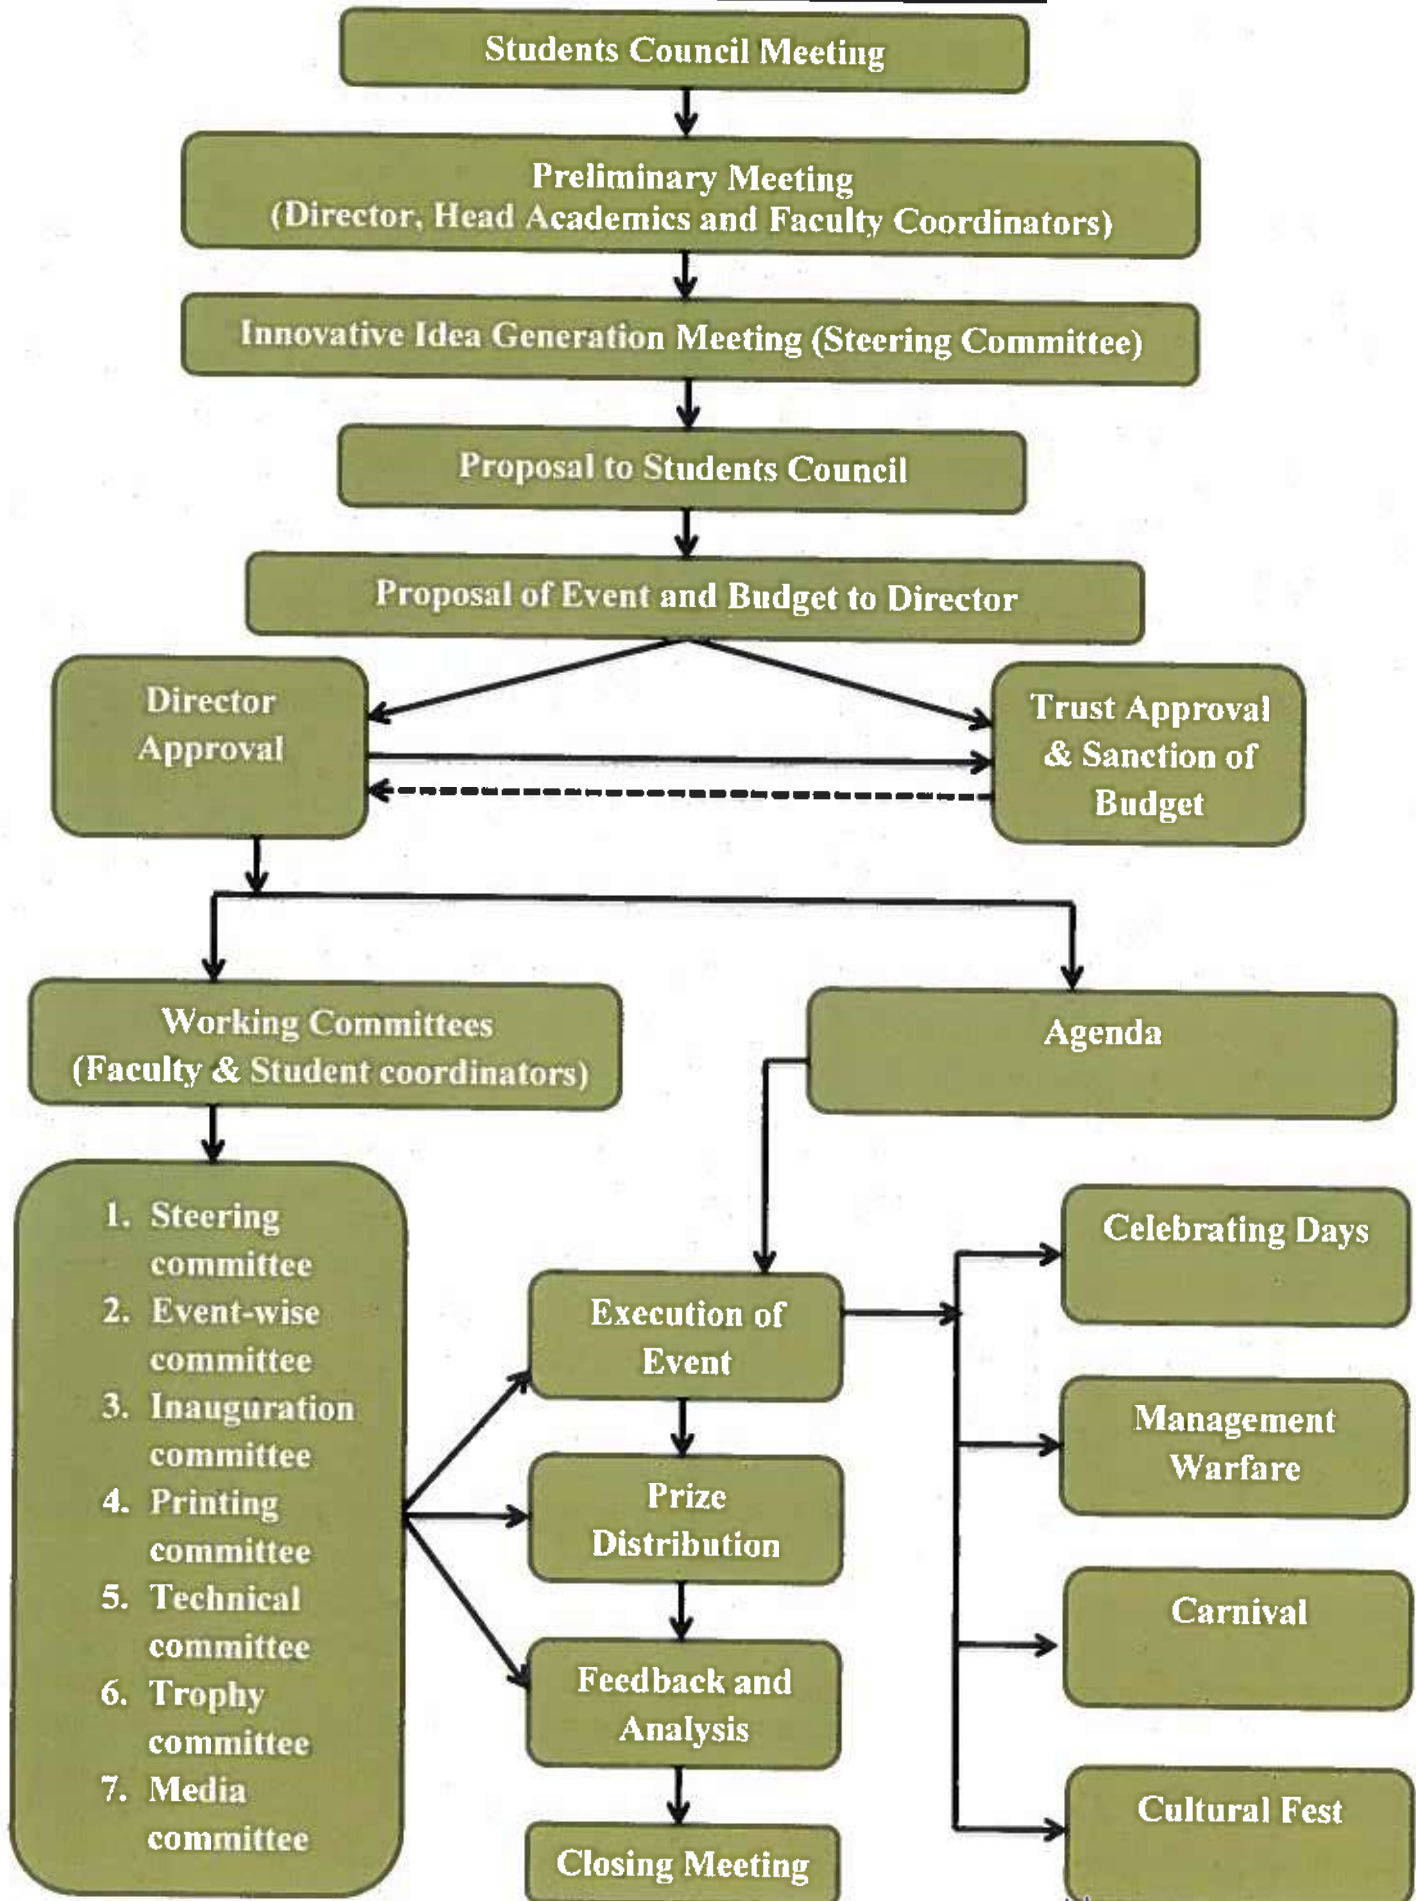 Students Council Meeting
Preliminary Meeting
(Director, Head Academics and Faculty Coordinators)
Innovative Idea Generation Meeting (Steering Committee)
Proposal to Students Council
Proposal of Event and Budget to Director
Director
Approval
Trust Approval
& Sanction of
Budget
Working Committees
(Faculty & Student coordinators)
Agenda
1. Steering
committee
2. Event-wise
committee
3. Inauguration
committee
4. Printing
committee
5. Technical
committee
6. Trophy
committee
7. Media
committee
Execution of
Event
Prize
Distribution
Feedback and
Analysis
Closing Meeting
Celebrating Days
Management
Warfare
Carnival
Cultural Fest